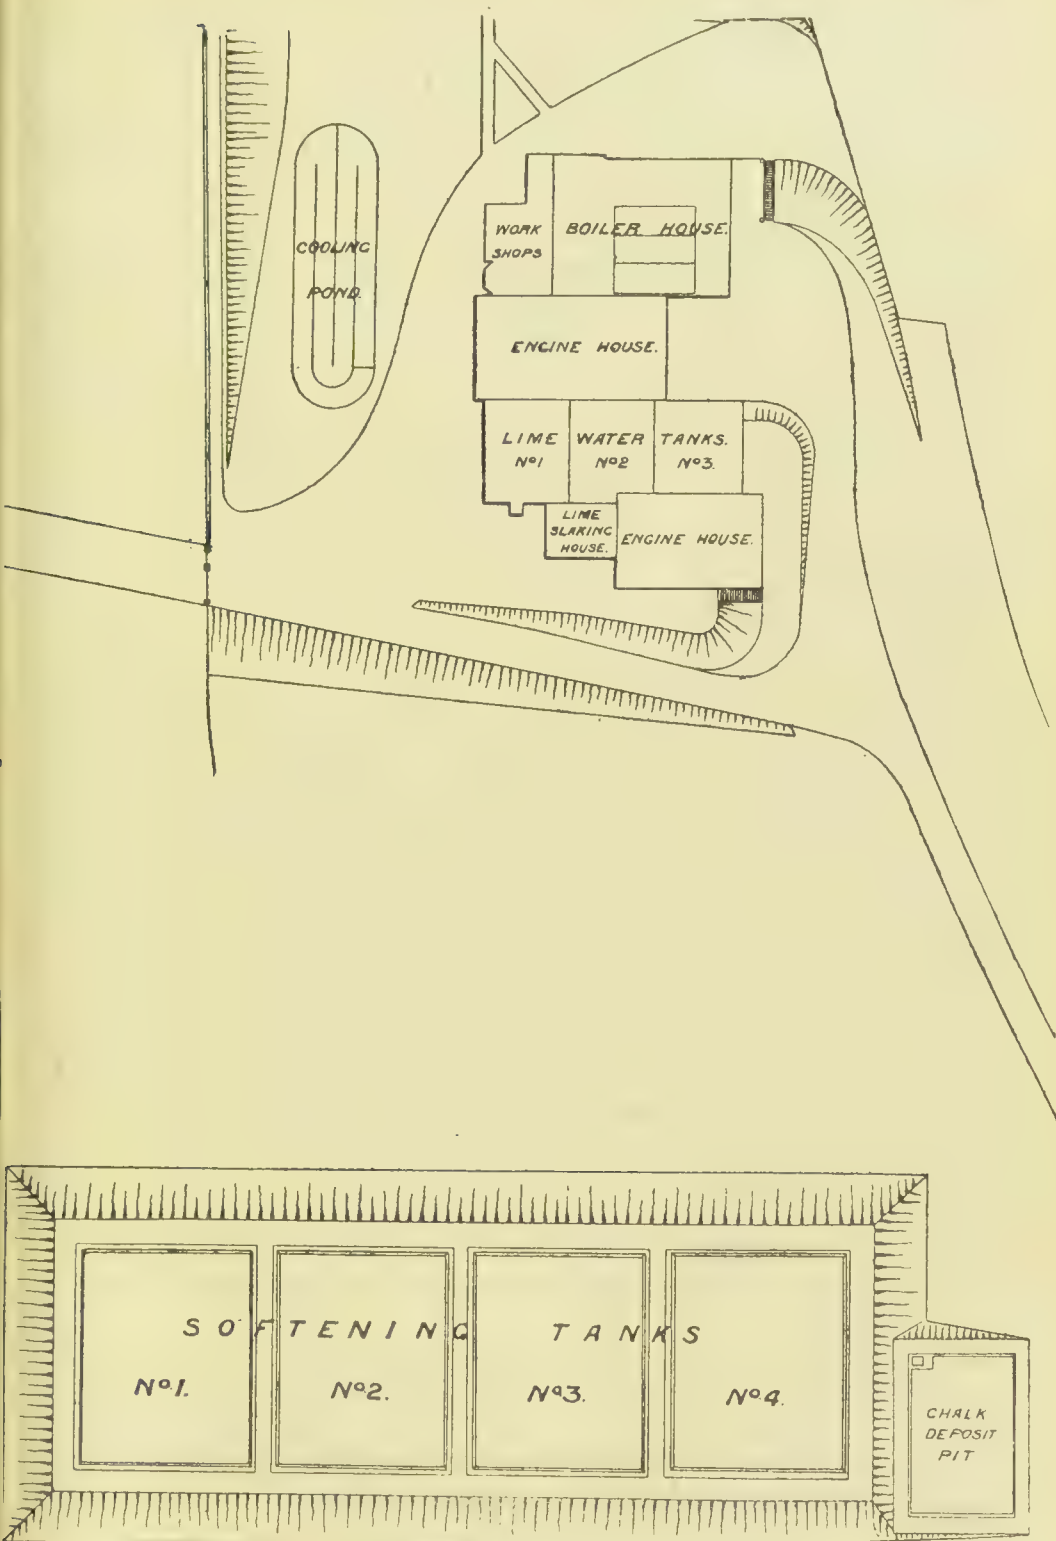 COOLING
POND.
WORK
SHOPS
BOILER HOUSE.
ENGINE HOUSE.
LIME WATER TANKS.
Nº1 Nº2 Nº3.
LIME
SLAKING
HOUSE.
ENGINE HOUSE.
SOFTENING TANKS
Nº1. Nº2. Nº3. Nº4.
CHALK
DEPOSIT
PIT